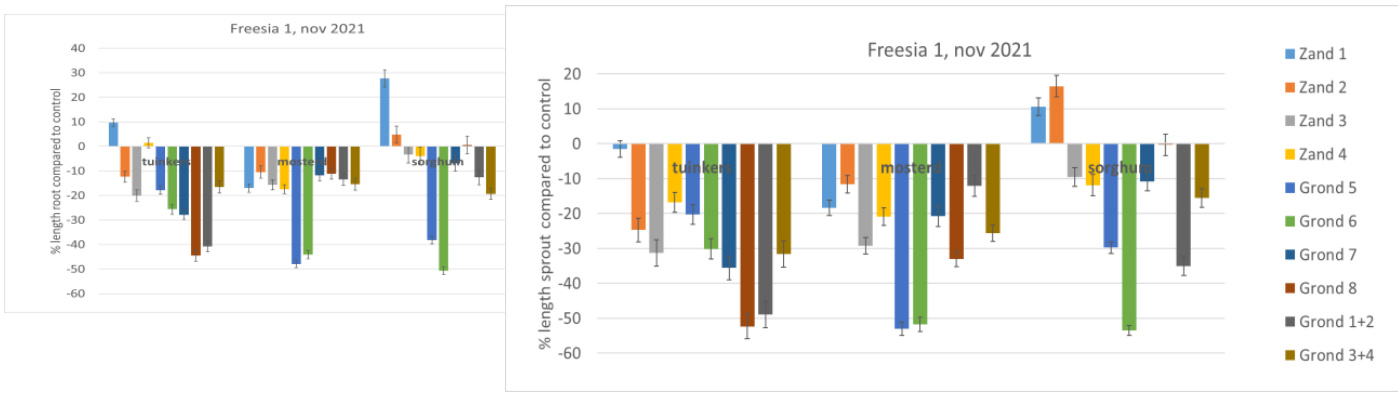 Freesia 1, nov 2021
% length root compared to control
40
30
20
10
0
-10
-20
-30
-40
-50
-60
tuinkers
mosterd
sorghum
Freesia 1, nov 2021
% length sprout compared to control
20
10
0
-10
-20
-30
-40
-50
-60
tuinkers
mosterd
sorghum
Zand 1
Zand 2
Zand 3
Zand 4
Grond 5
Grond 6
Grond 7
Grond 8
Grond 1+2
Grond 3+4